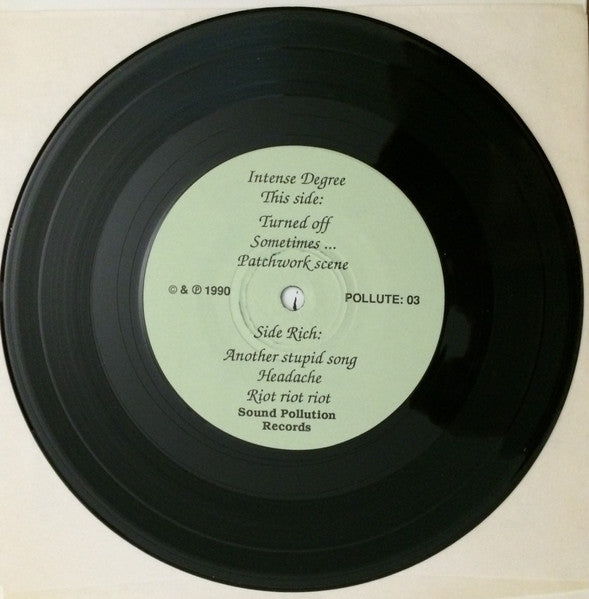 Intense Degree
This side:
Turned off
Sometimes ...
Patchwork scene
© & ℗ 1990
POLLUTE: 03
Side Rich:
Another stupid song
Headache
Riot riot riot
Sound Pollution
Records